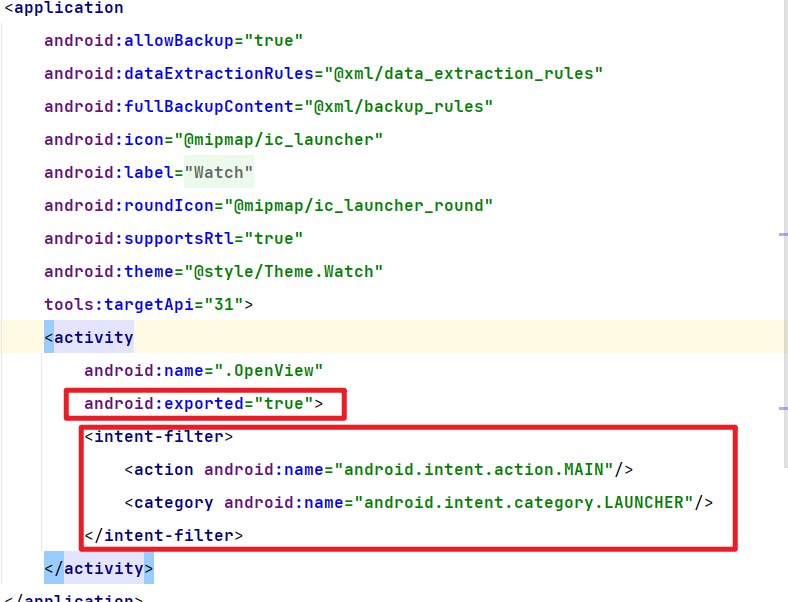 <application
android:allowBackup="true"
android:dataExtractionRules="@xml/data_extraction_rules"
android:fullBackupContent="@xml/backup_rules"
android:icon="@mipmap/ic_launcher"
android:label="Watch"
android:roundIcon="@mipmap/ic_launcher_round"
android:supportsRtl="true"
android:theme="@style/Theme.Watch"
tools:targetApi="31">
<activity
android:name=".OpenView"
android:exported="true">
<intent-filter>
<action android:name="android.intent.action.MAIN"/>
<category android:name="android.intent.category.LAUNCHER"/>
</intent-filter>
</activity>
</application>